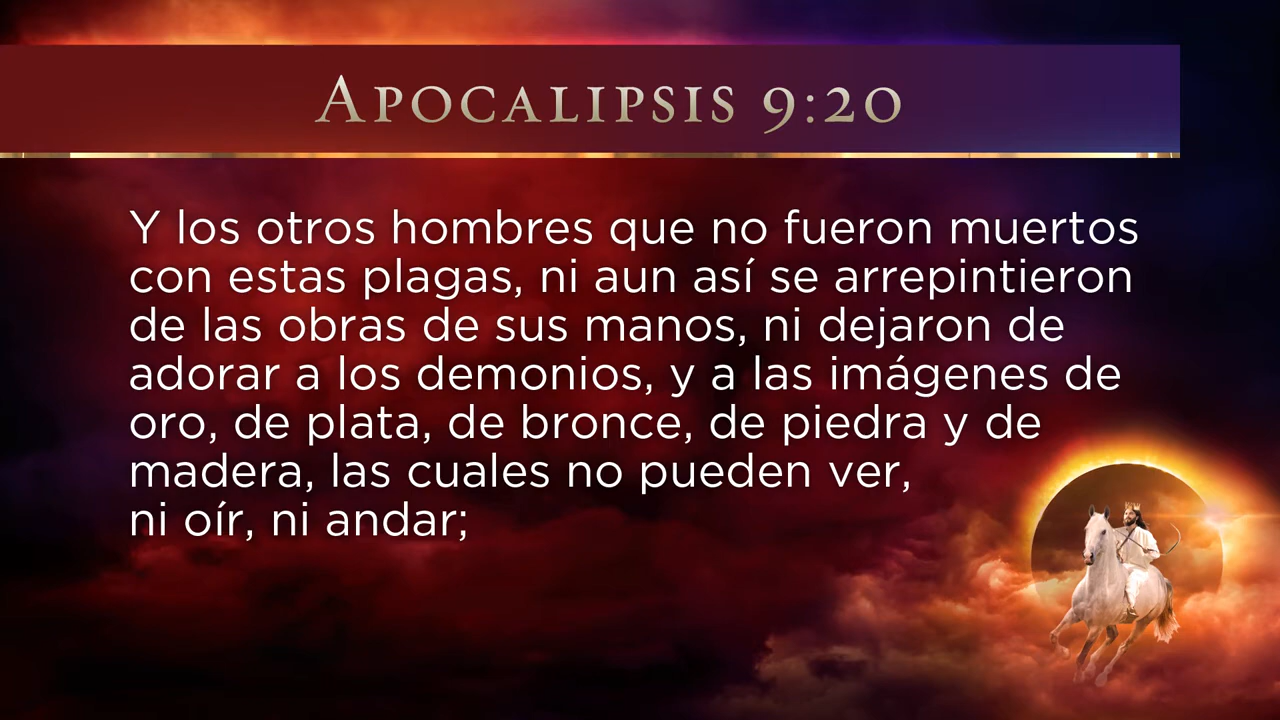 Apocalipsis 9:20
Y los otros hombres que no fueron muertos
con estas plagas, ni aun así se arrepintieron
de las obras de sus manos, ni dejaron de
adorar a los demonios, y a las imágenes de
oro, de plata, de bronce, de piedra y de
madera, las cuales no pueden ver,
ni oír, ni andar;